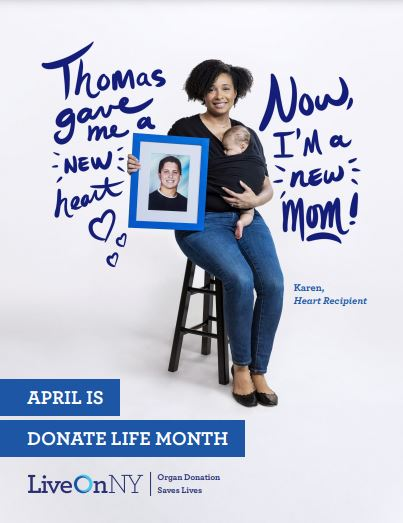 Thomas
gave
me a
NEW
heart
Now,
I'M a
new
Mom!
Karen,
Heart Recipient
APRIL IS
DONATE LIFE MONTH
LiveOnNY
Organ Donation
Saves Lives